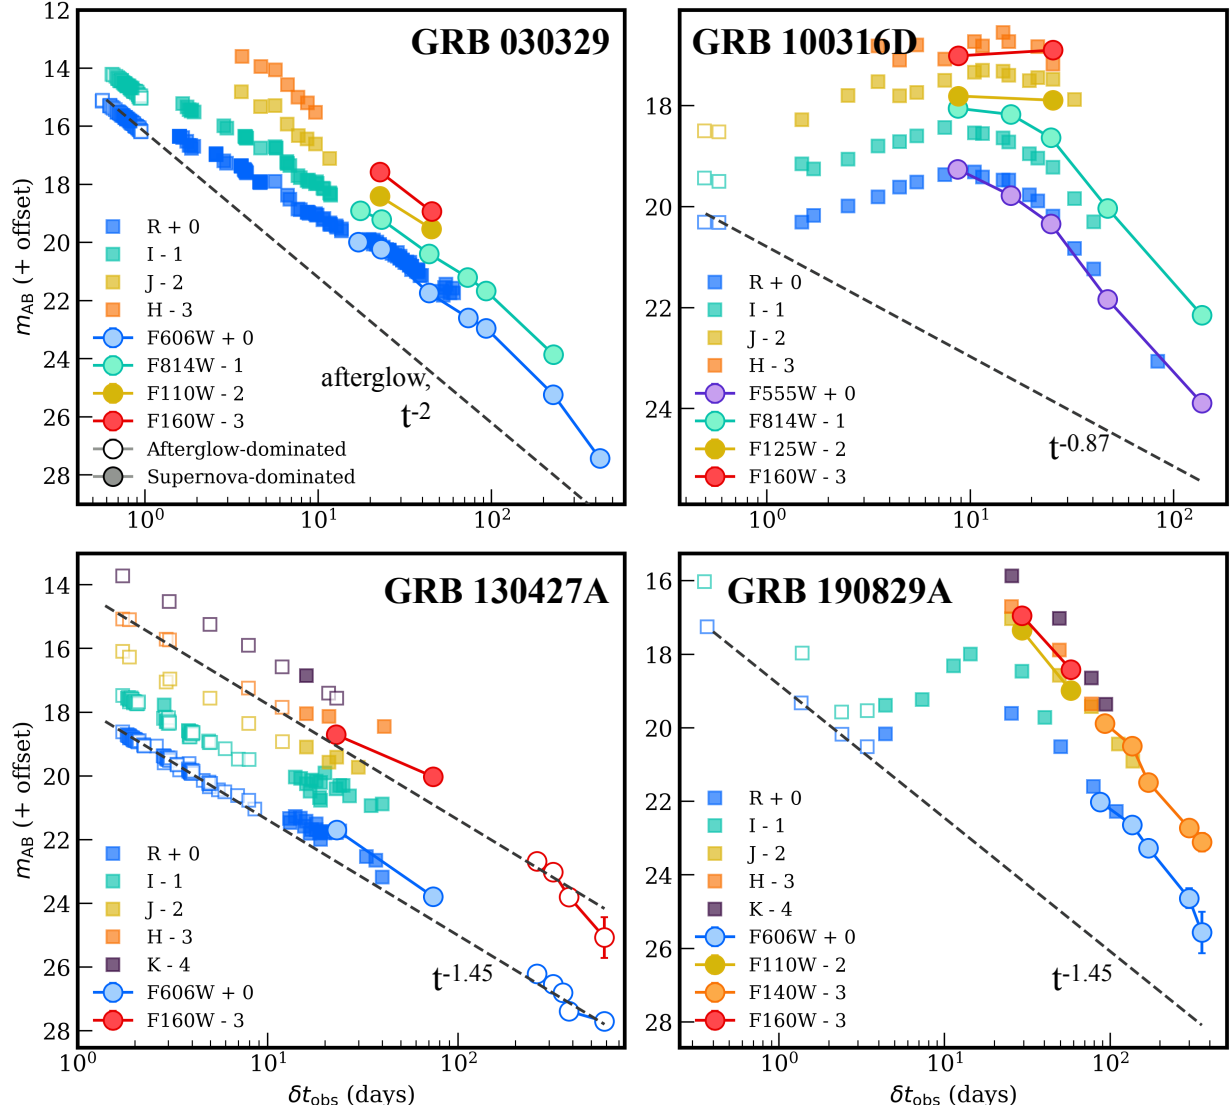 GRB 030329
12
14
16
18
20
22
24
26
28
m_AB (+ offset)
R + 0
I - 1
J - 2
H - 3
F606W + 0
F814W - 1
F110W - 2
F160W - 3
Afterglow-dominated
Supernova-dominated
afterglow,
t^-2
10^0 10^1 10^2
GRB 100316D
18
20
22
24
R + 0
I - 1
J - 2
H - 3
F555W + 0
F814W - 1
F125W - 2
F160W - 3
t^-0.87
10^0 10^1 10^2
GRB 130427A
14
16
18
20
22
24
26
28
m_AB (+ offset)
R + 0
I - 1
J - 2
H - 3
K - 4
F606W + 0
F160W - 3
t^-1.45
10^0 10^1 10^2
δt_obs (days)
GRB 190829A
16
18
20
22
24
26
28
R + 0
I - 1
J - 2
H - 3
K - 4
F606W + 0
F110W - 2
F140W - 3
F160W - 3
t^-1.45
10^0 10^1 10^2
δt_obs (days)